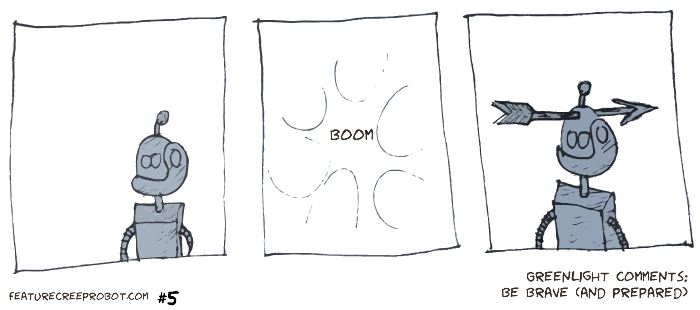 BOOM
FEATURECREEPROBOT.COM #5
GREENLIGHT COMMENTS:
BE BRAVE (AND PREPARED)